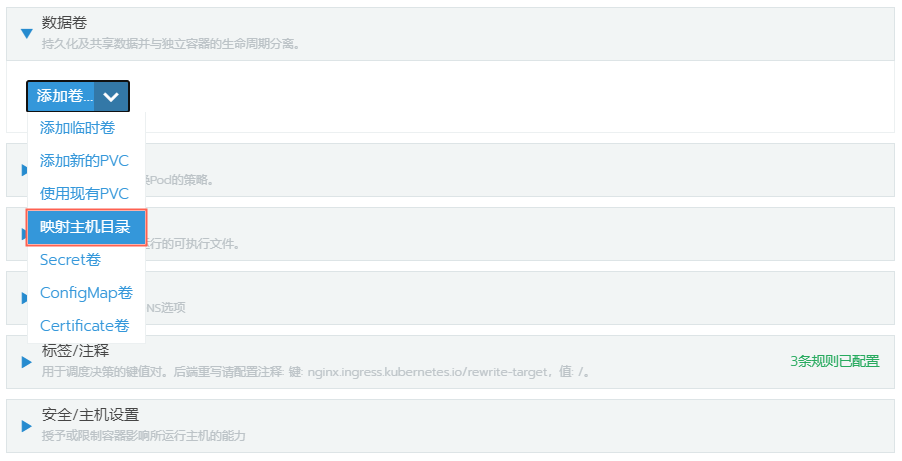 数据卷
持久化及共享数据并与独立容器的生命周期分离。
添加卷...
添加临时卷
添加新的PVC
Pod的策略。
使用现有PVC
映射主机目录
行的可执行文件。
Secret卷
ConfigMap卷
NS选项
Certificate卷
标签/注释
3条规则已配置
用于调度决策的键值对。后端重写请配置注释: 键: nginx.ingress.kubernetes.io/rewrite-target，值: /。
安全/主机设置
授予或限制容器影响所运行主机的能力